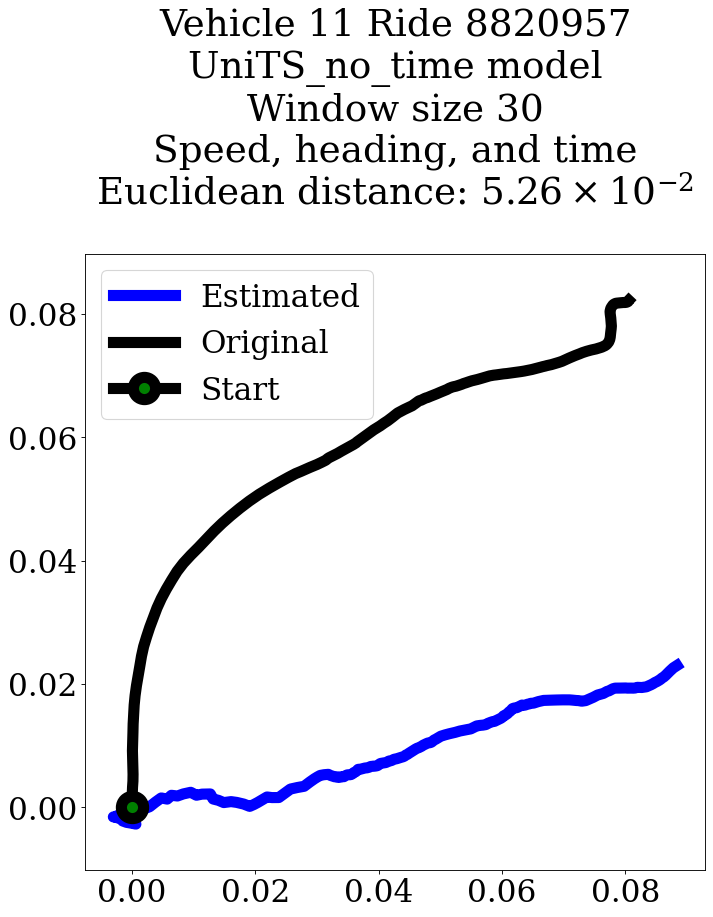 Vehicle 11 Ride 8820957
UniTS_no_time model
Window size 30
Speed, heading, and time
Euclidean distance: 5.26 × 10⁻²
Estimated
Original
Start
0.08
0.06
0.04
0.02
0.00
0.00 0.02 0.04 0.06 0.08